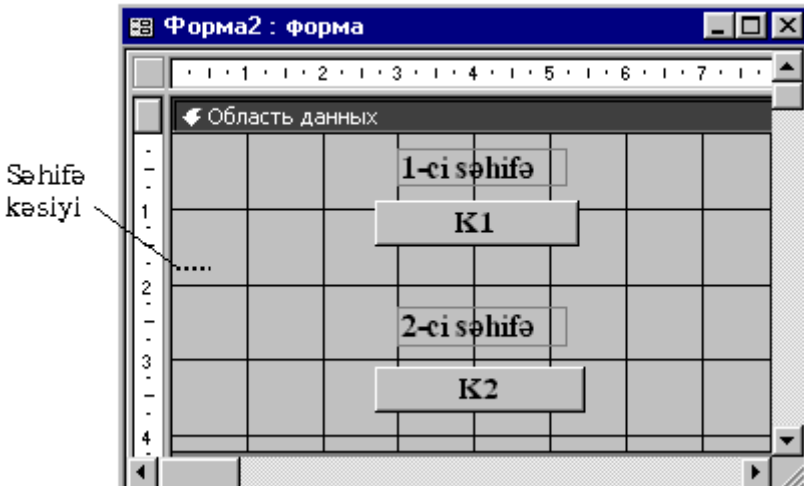 Форма2 : форма
1 2 3 4 5 6 7
Область данных
Səhifə
kəsiyi
1-ci səhifə
1
K1
2
2-ci səhifə
3
K2
4